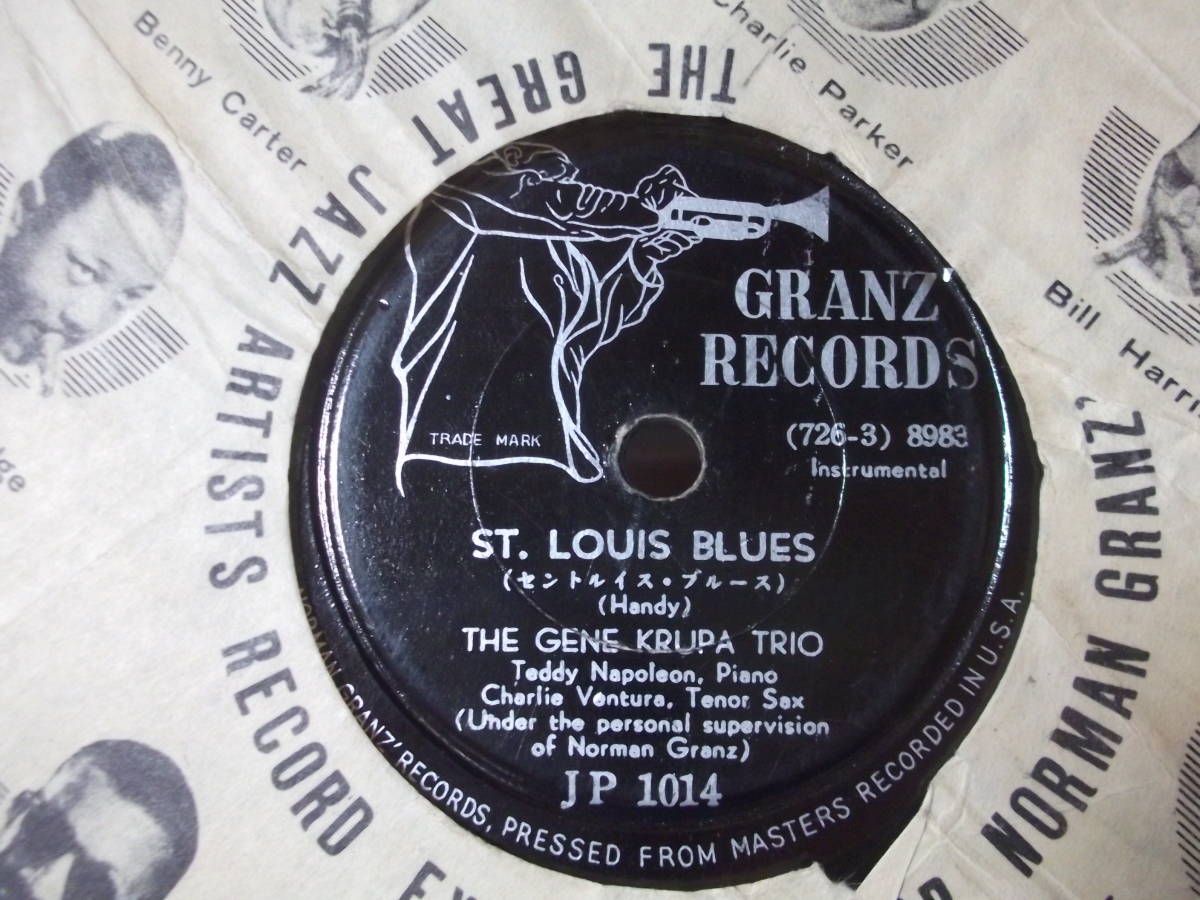 Benny Carter
Charlie Parker
Bill Harri
THE GREAT JAZZ ARTISTS RECORD
NORMAN GRANZ'
GRANZ
RECORDS
(726-3) 8983
Instrumental
TRADE MARK
ST. LOUIS BLUES
(セントルイス・ブルース)
(Handy)
THE GENE KRUPA TRIO
Teddy Napoleon, Piano
Charlie Ventura, Tenor Sax
(Under the personal supervision
of Norman Granz)
JP 1014
NORMAN GRANZ' RECORDS, PRESSED FROM MASTERS RECORDED IN U.S.A.